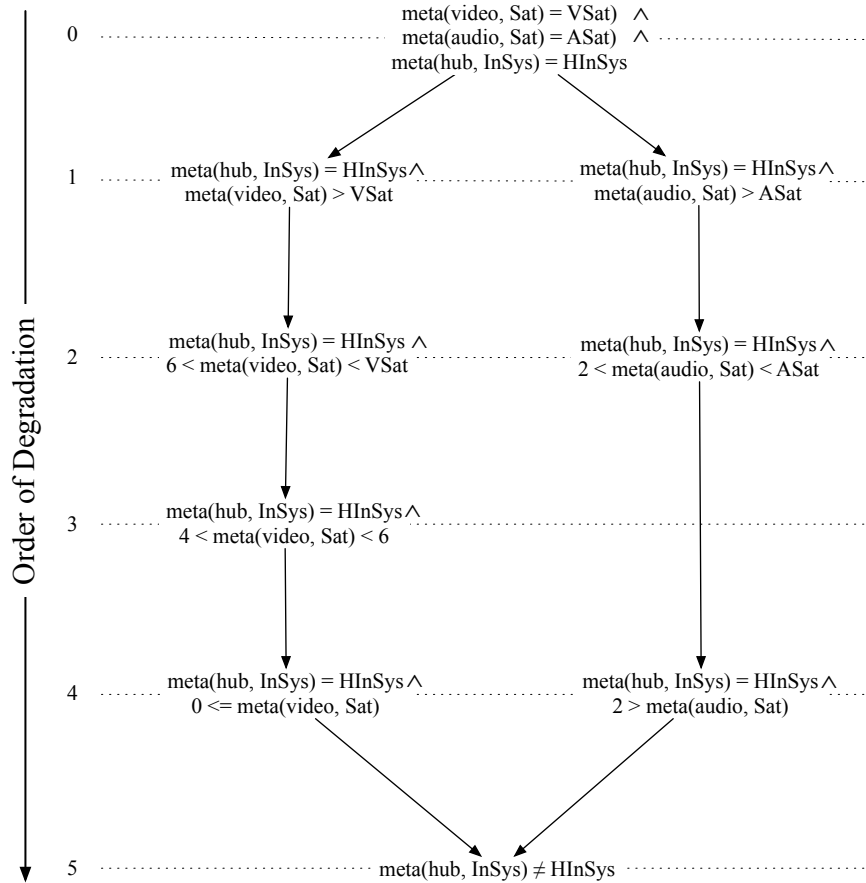 Order of Degradation
0
meta(video, Sat) = VSat) ∧
meta(audio, Sat) = ASat) ∧
meta(hub, InSys) = HInSys
1
meta(hub, InSys) = HInSys ∧
meta(video, Sat) > VSat
meta(hub, InSys) = HInSys ∧
meta(audio, Sat) > ASat
2
meta(hub, InSys) = HInSys ∧
6 < meta(video, Sat) < VSat
meta(hub, InSys) = HInSys ∧
2 < meta(audio, Sat) < ASat
3
meta(hub, InSys) = HInSys ∧
4 < meta(video, Sat) < 6
4
meta(hub, InSys) = HInSys ∧
0 <= meta(video, Sat)
meta(hub, InSys) = HInSys ∧
2 > meta(audio, Sat)
5
meta(hub, InSys) ≠ HInSys